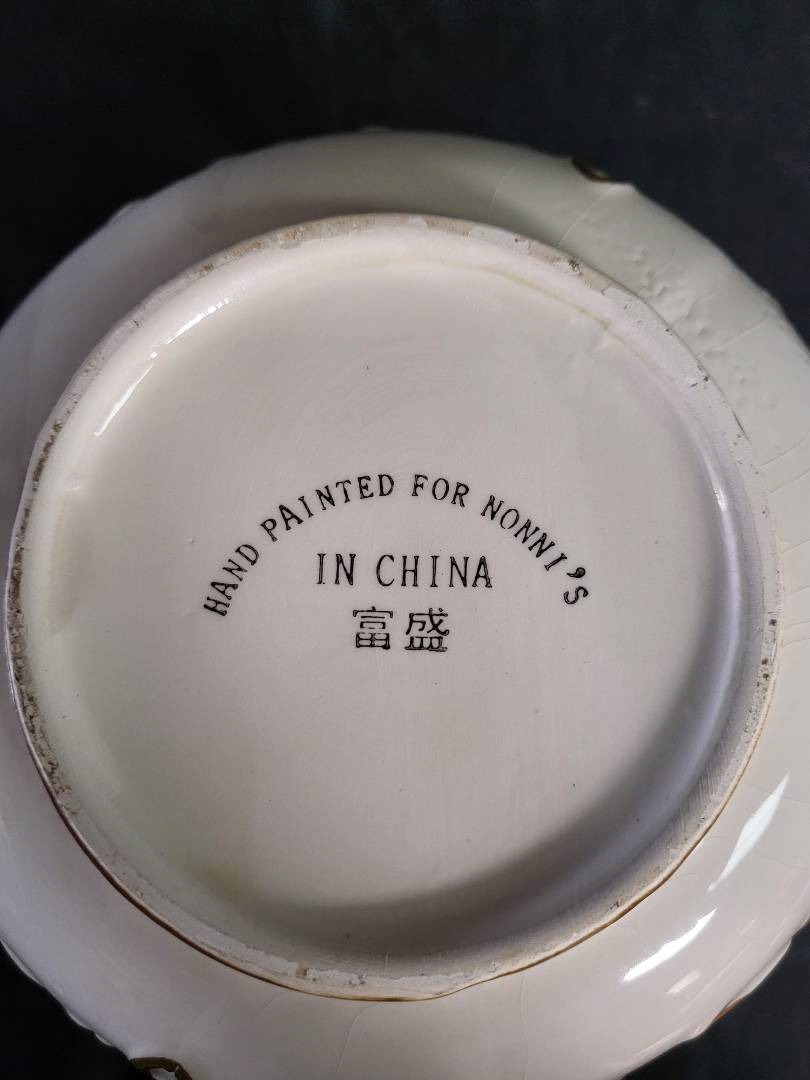 HAND PAINTED FOR NONNI'S
IN CHINA
富盛